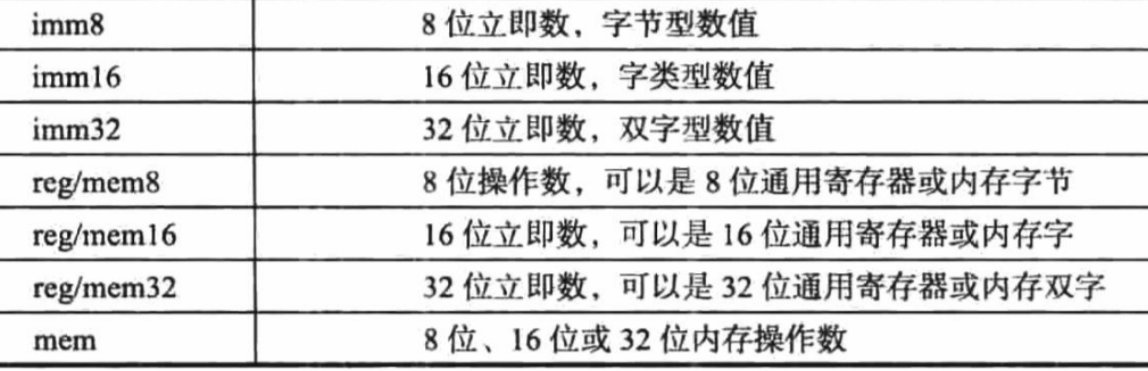 imm8 8 位立即数，字节型数值
imm16 16 位立即数，字类型数值
imm32 32 位立即数，双字型数值
reg/mem8 8 位操作数，可以是 8 位通用寄存器或内存字节
reg/mem16 16 位立即数，可以是 16 位通用寄存器或内存字
reg/mem32 32 位立即数，可以是 32 位通用寄存器或内存双字
mem 8 位、16 位或 32 位内存操作数